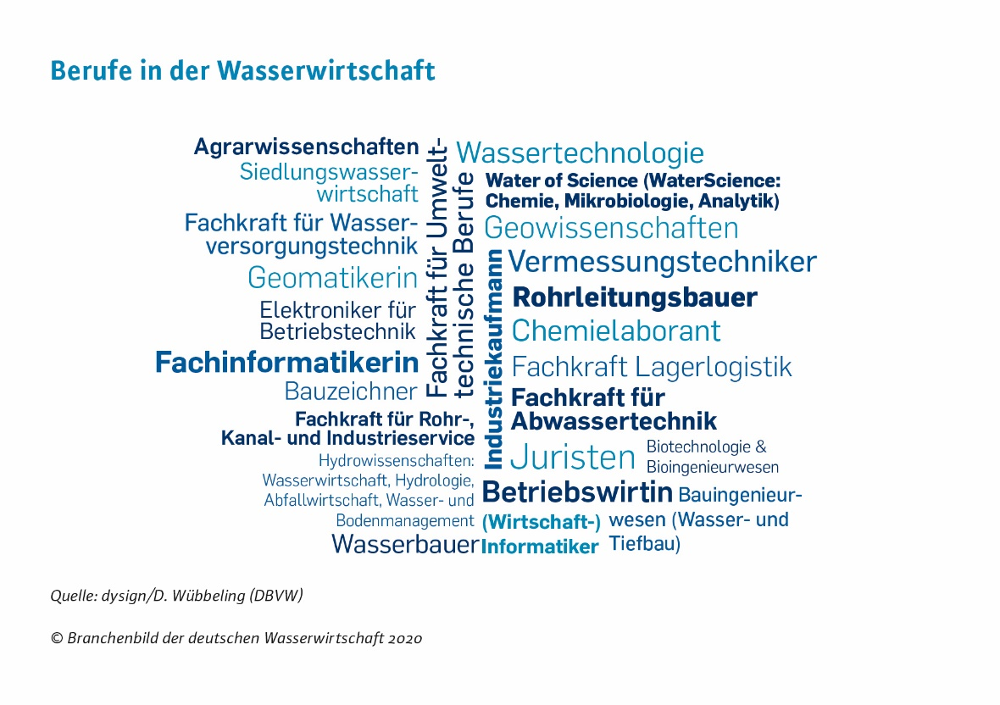 Berufe in der Wasserwirtschaft
Agrarwissenschaften
Siedlungswasser-
wirtschaft
Fachkraft für Wasser-
versorgungstechnik
Geomatikerin
Elektroniker für
Betriebstechnik
Fachinformatikerin
Bauzeichner
Fachkraft für Rohr-,
Kanal- und Industrieservice
Hydrowissenschaften:
Wasserwirtschaft, Hydrologie,
Abfallwirtschaft, Wasser- und
Bodenmanagement
Wasserbauer
Fachkraft für Umwelt-
technische Berufe
Industriekaufmann
Wassertechnologie
Water of Science (WaterScience:
Chemie, Mikrobiologie, Analytik)
Geowissenschaften
Vermessungstechniker
Rohrleitungsbauer
Chemielaborant
Fachkraft Lagerlogistik
Fachkraft für
Abwassertechnik
Juristen
Biotechnologie &
Bioingenieurwesen
Betriebswirtin
(Wirtschaft-)
Informatiker
Bauingenieur-
wesen (Wasser- und
Tiefbau)
Quelle: dysign/D. Wübbeling (DBVW)
© Branchenbild der deutschen Wasserwirtschaft 2020